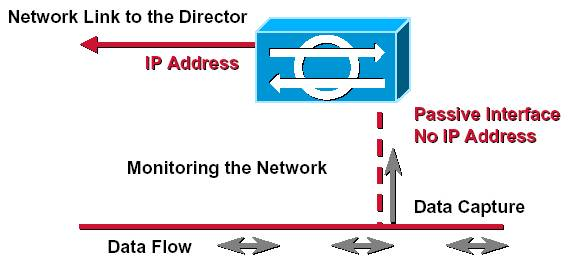 Network Link to the Director
IP Address
Passive Interface
No IP Address
Monitoring the Network
Data Capture
Data Flow